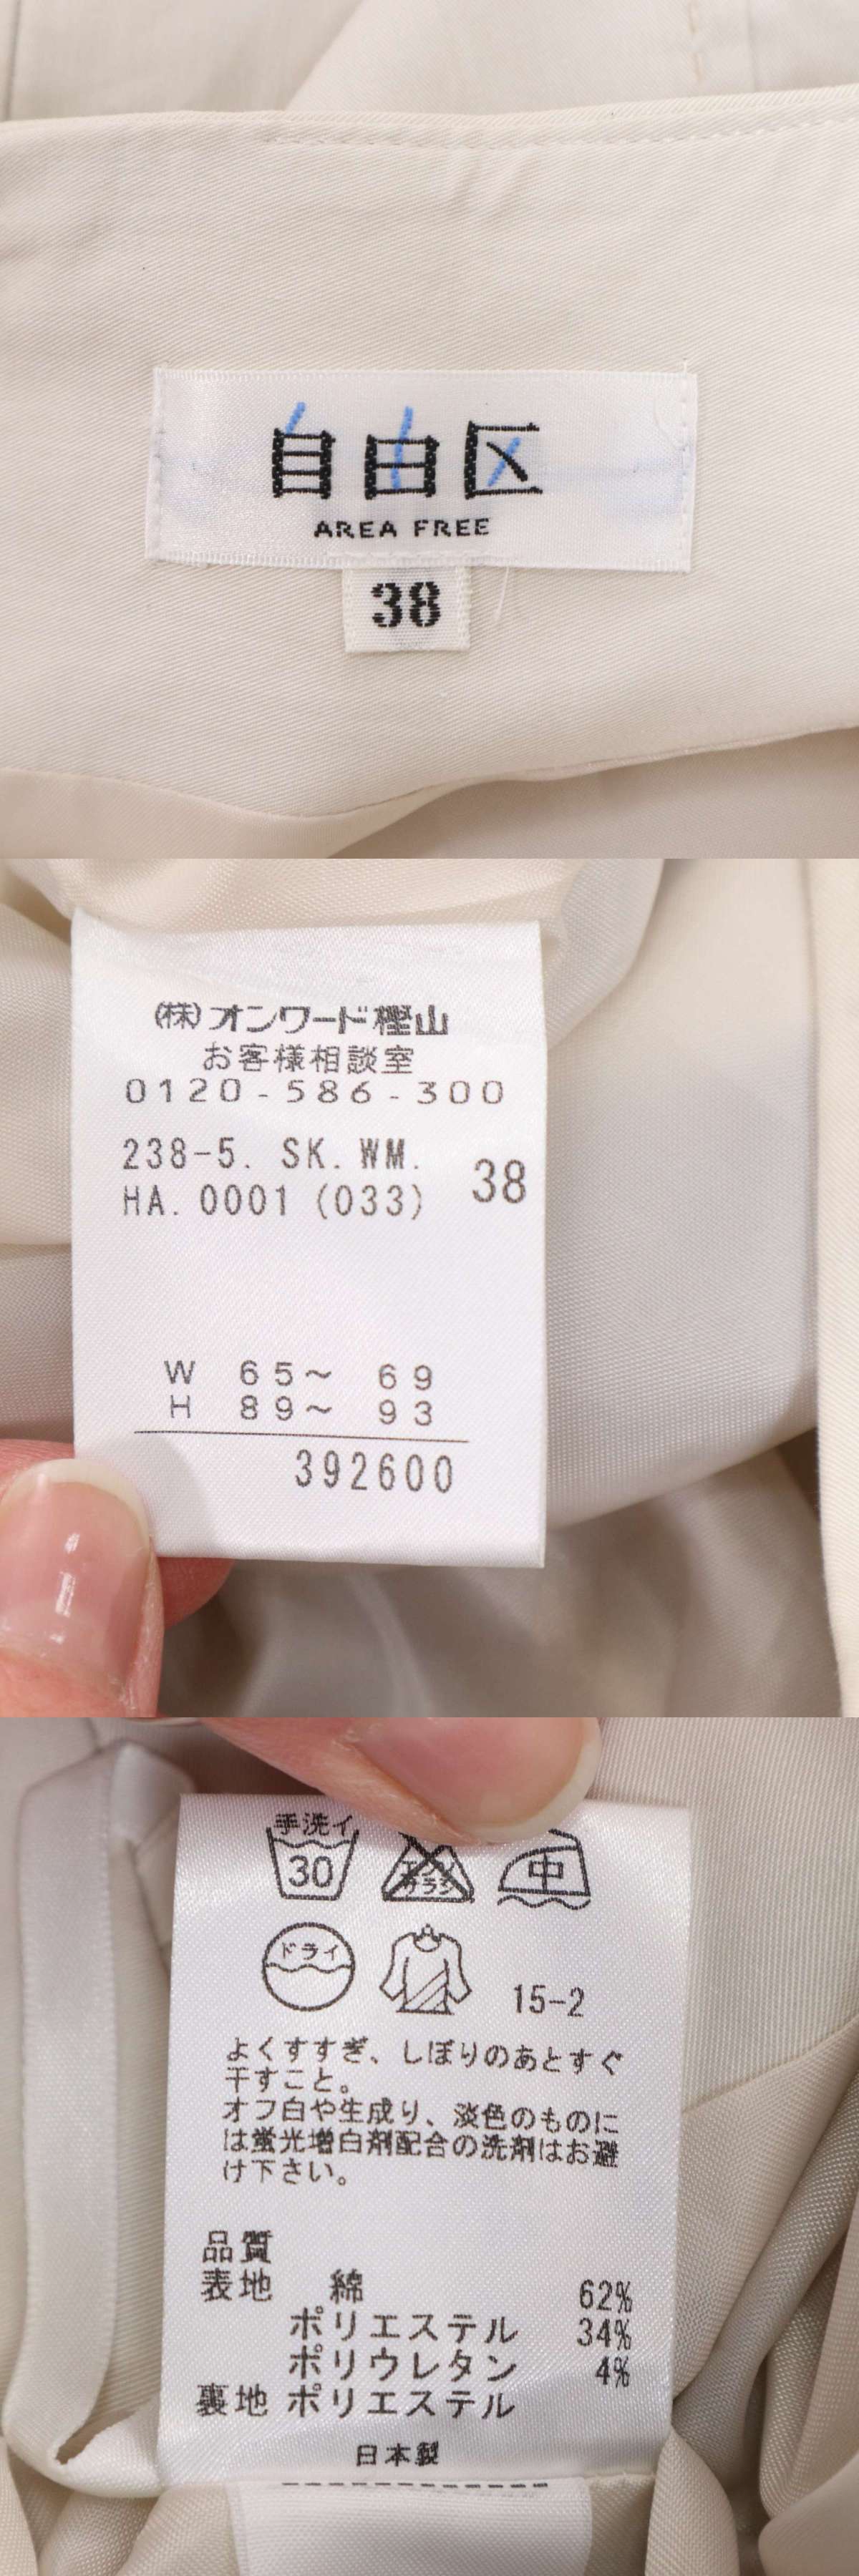 自由区
AREA FREE
38
(株)オンワード樫山
お客様相談室
0120-586-300
238-5. SK. WM.
HA. 0001 (033) 38
W 65～ 69
H 89～ 93
392600
手洗イ
30
エンソ
サラシ
中
ドライ
15-2
よくすすぎ、しぼりのあとすぐ
干すこと。
オフ白や生成り、淡色のものに
は蛍光増白剤配合の洗剤はお避
け下さい。
品質
表地 綿 62%
ポリエステル 34%
ポリウレタン 4%
裏地 ポリエステル
日本製